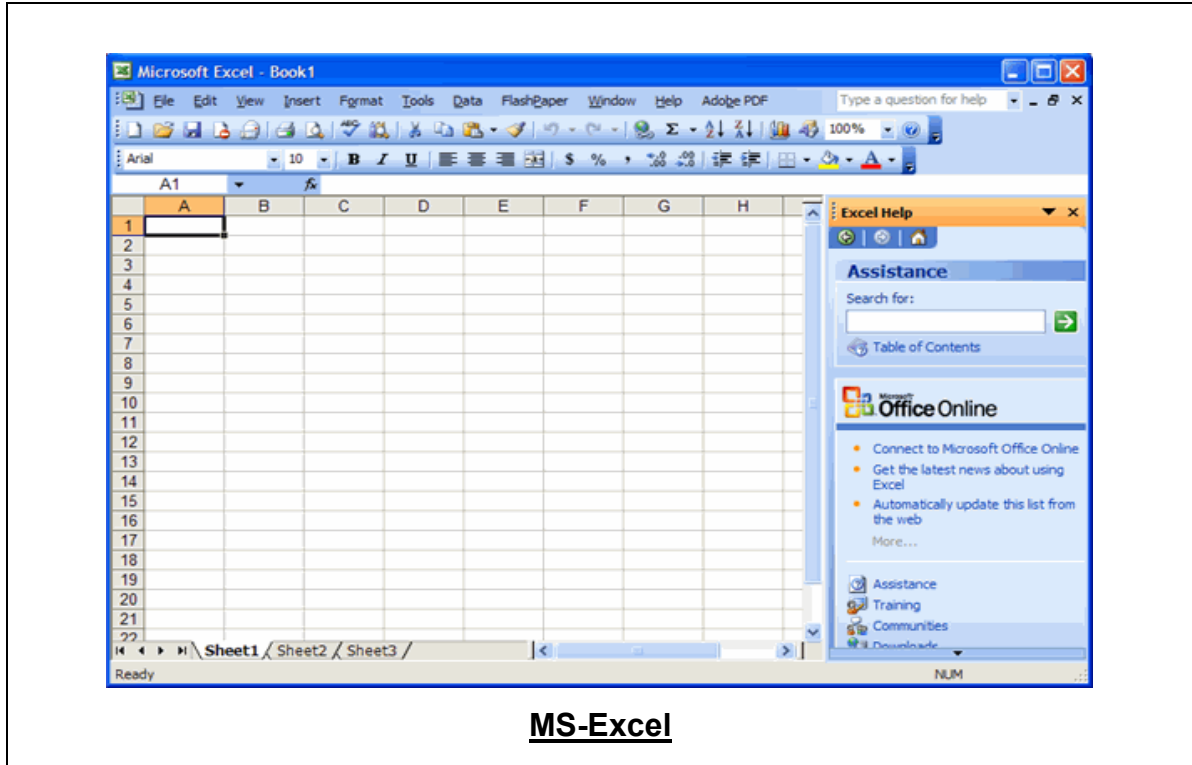 Microsoft Excel - Book1
File Edit View Insert Format Tools Data FlashPaper Window Help Adobe PDF Type a question for help
100%
Arial 10 B I U $ % ,
A1 fx
A B C D E F G H
1
2
3
4
5
6
7
8
9
10
11
12
13
14
15
16
17
18
19
20
21
22
Excel Help
Assistance
Search for:
Table of Contents
Microsoft
Office Online
Connect to Microsoft Office Online
Get the latest news about using
Excel
Automatically update this list from
the web
More...
Assistance
Training
Communities
Downloads
Sheet1 Sheet2 Sheet3
Ready NUM
MS-Excel